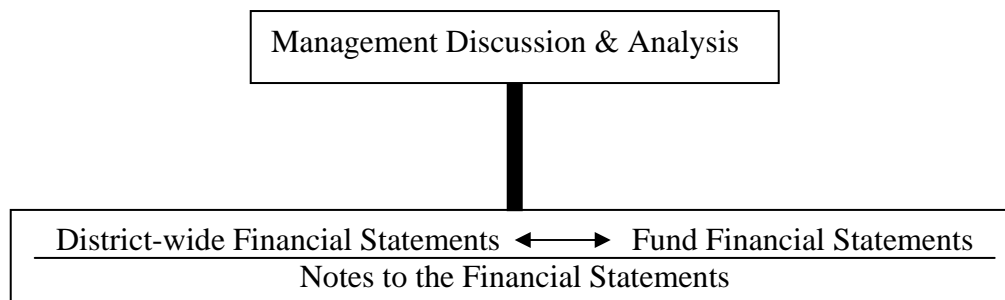 Management Discussion & Analysis
District-wide Financial Statements Fund Financial Statements
Notes to the Financial Statements